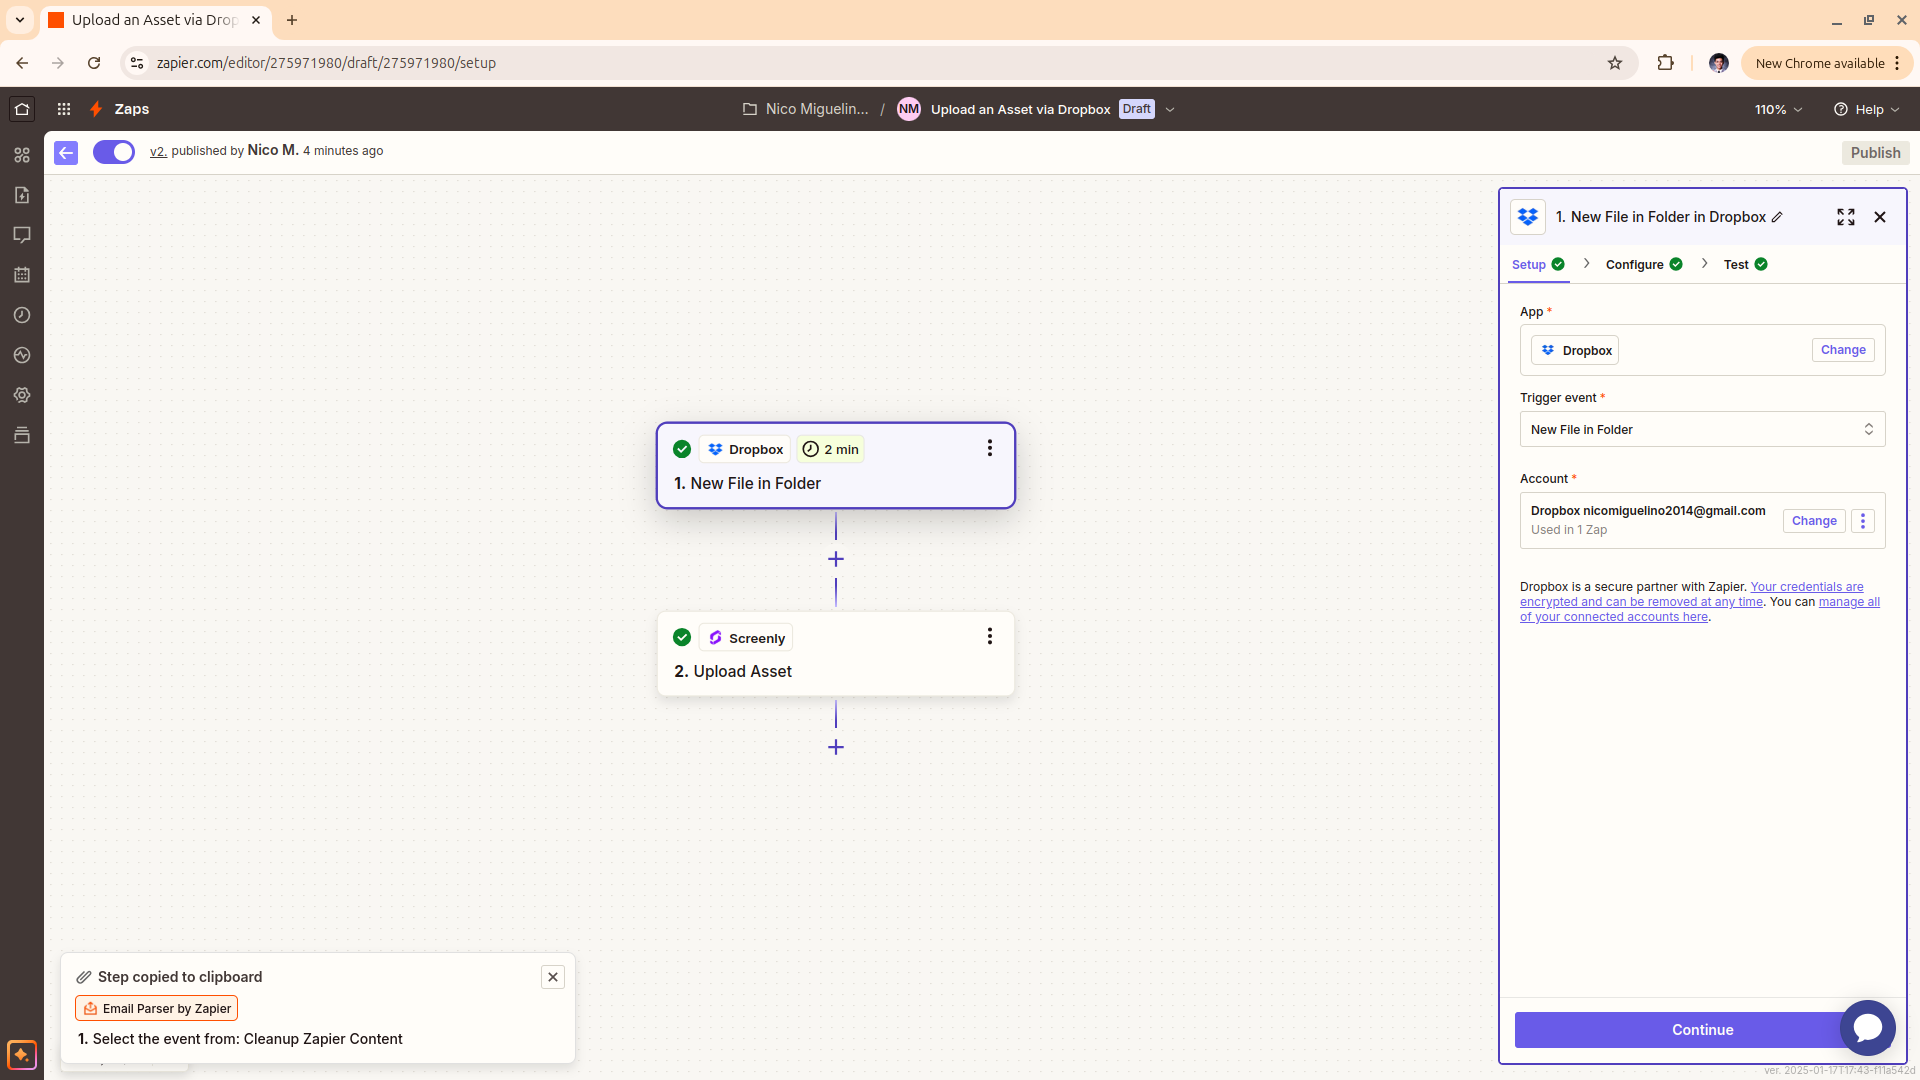 Upload an Asset via Drop
zapier.com/editor/275971980/draft/275971980/setup
New Chrome available
Zaps
Nico Miguelin... / NM Upload an Asset via Dropbox Draft
110%
Help
v2. published by Nico M. 4 minutes ago
Publish
Dropbox 2 min
1. New File in Folder
Screenly
2. Upload Asset
Step copied to clipboard
Email Parser by Zapier
1. Select the event from: Cleanup Zapier Content
1. New File in Folder in Dropbox
Setup Configure Test
App *
Dropbox Change
Trigger event *
New File in Folder
Account *
Dropbox nicomiguelino2014@gmail.com
Used in 1 Zap
Change
Dropbox is a secure partner with Zapier. Your credentials are
encrypted and can be removed at any time. You can manage all
of your connected accounts here.
Continue
ver. 2025-01-17T17:43-f11a542d